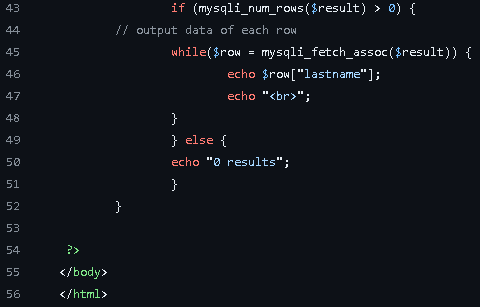 43 if (mysqli_num_rows($result) > 0) {
44 // output data of each row
45 while($row = mysqli_fetch_assoc($result)) {
46 echo $row["lastname"];
47 echo "<br>";
48 }
49 } else {
50 echo "0 results";
51 }
52 }
53
54 ?>
55 </body>
56 </html>